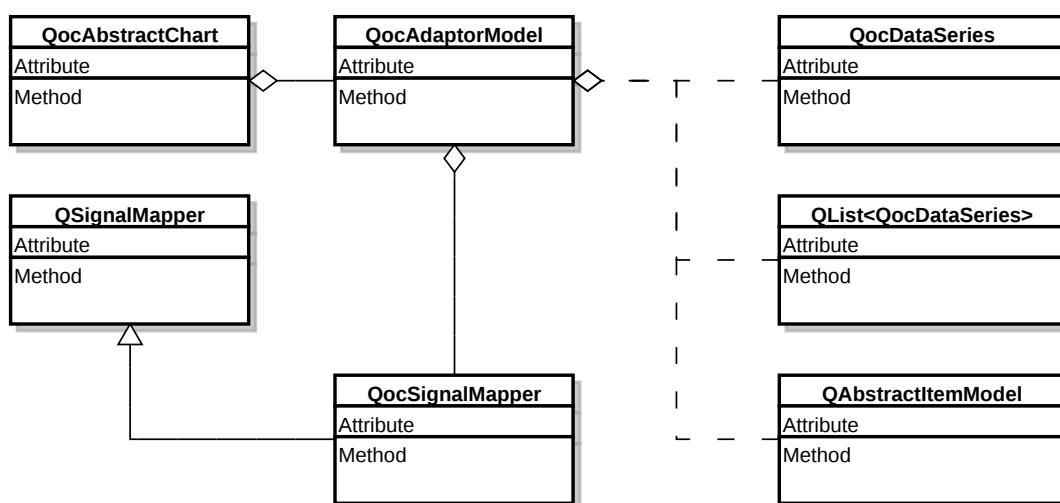 QocAbstractChart
Attribute
Method
QocAdaptorModel
Attribute
Method
QocDataSeries
Attribute
Method
QSignalMapper
Attribute
Method
QList<QocDataSeries>
Attribute
Method
QocSignalMapper
Attribute
Method
QAbstractItemModel
Attribute
Method